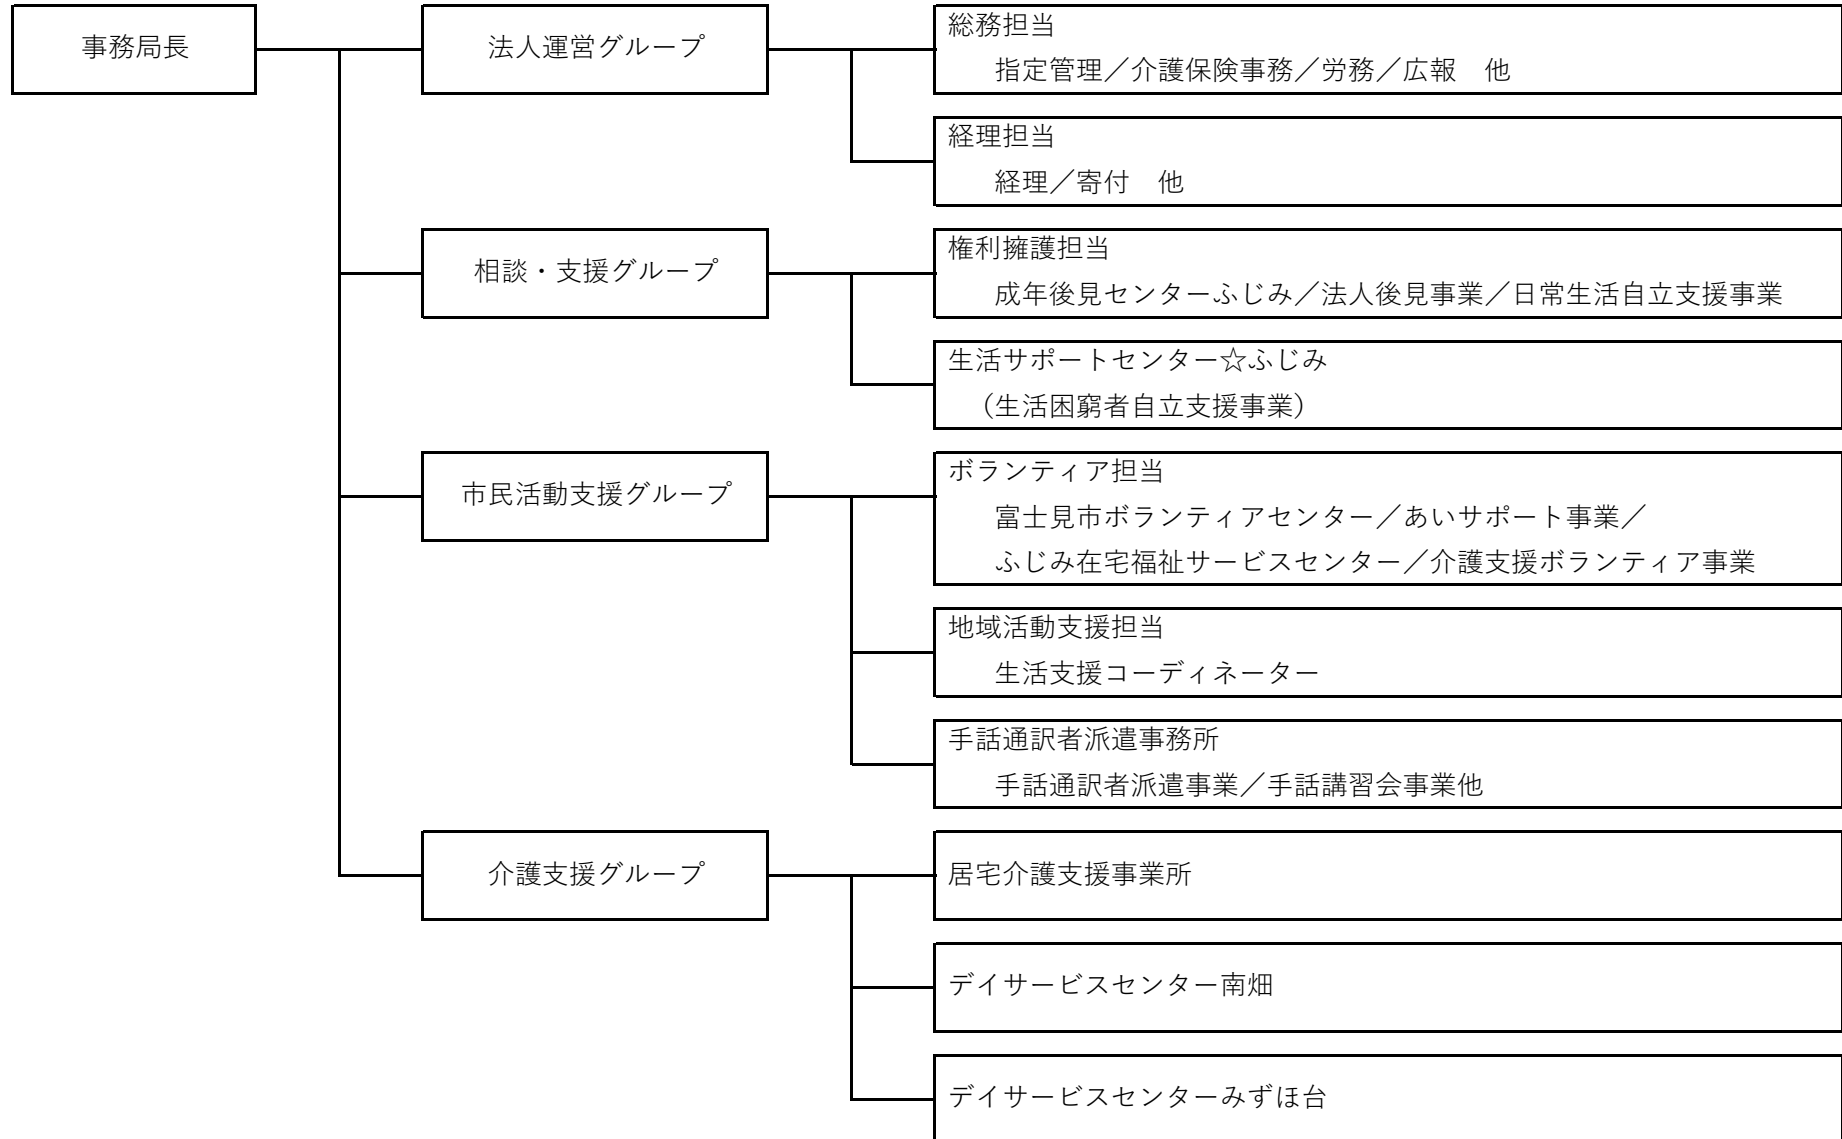 事務局長
法人運営グループ
総務担当
指定管理／介護保険事務／労務／広報　他
経理担当
経理／寄付　他
相談・支援グループ
権利擁護担当
成年後見センターふじみ／法人後見事業／日常生活自立支援事業
生活サポートセンター☆ふじみ
（生活困窮者自立支援事業）
市民活動支援グループ
ボランティア担当
富士見市ボランティアセンター／あいサポート事業／
ふじみ在宅福祉サービスセンター／介護支援ボランティア事業
地域活動支援担当
生活支援コーディネーター
手話通訳者派遣事務所
手話通訳者派遣事業／手話講習会事業他
介護支援グループ
居宅介護支援事業所
デイサービスセンター南畑
デイサービスセンターみずほ台